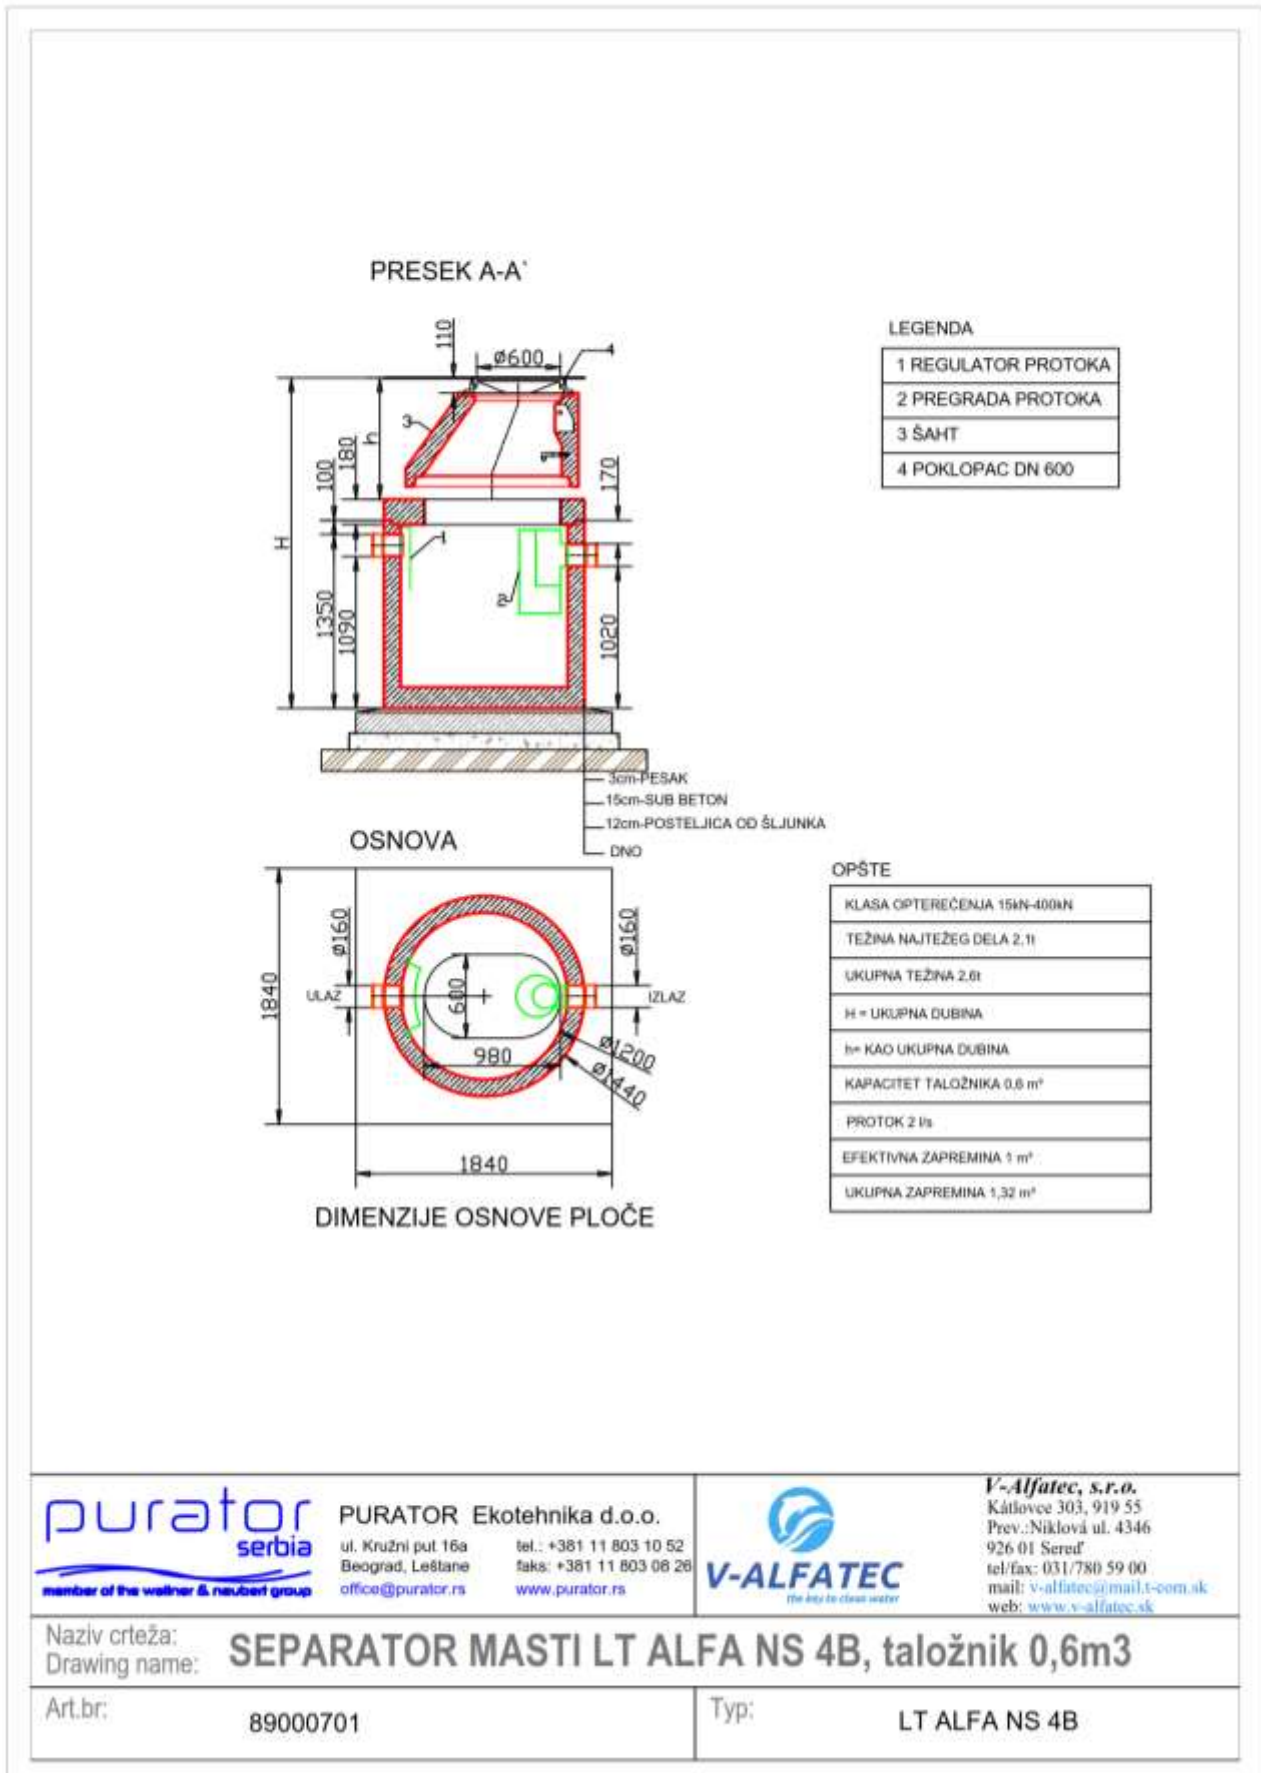 PRESEK A-A`
110
ø600
4
3
h
180
100
170
H
1
2
1350
1090
1020
3cm-PESAK
15cm-SUB BETON
12cm-POSTELJICA OD ŠLJUNKA
DNO
LEGENDA
1 REGULATOR PROTOKA
2 PREGRADA PROTOKA
3 ŠAHT
4 POKLOPAC DN 600
OSNOVA
ø160
ø160
1840
ULAZ
600
IZLAZ
980
ø1200
ø1440
1840
DIMENZIJE OSNOVE PLOČE
OPŠTE
KLASA OPTEREČENJA 15kN-400kN
TEŽINA NAJTEŽEG DELA 2,1t
UKUPNA TEŽINA 2,6t
H = UKUPNA DUBINA
h= KAO UKUPNA DUBINA
KAPACITET TALOŽNIKA 0,6 m³
PROTOK 2 l/s
EFEKTIVNA ZAPREMINA 1 m³
UKUPNA ZAPREMINA 1,32 m³
purator
serbia
member of the wallner & neubert group
PURATOR Ekotehnika d.o.o.
ul. Kružni put 16a tel.: +381 11 803 10 52
Beograd, Leštane faks: +381 11 803 08 26
office@purator.rs www.purator.rs
V-ALFATEC
the key to clean water
V-Alfatec, s.r.o.
Kátlovce 303, 919 55
Prev.:Niklová ul. 4346
926 01 Sereď
tel/fax: 031/780 59 00
mail: v-alfatec@mail.t-com.sk
web: www.v-alfatec.sk
Naziv crteža:
Drawing name:
SEPARATOR MASTI LT ALFA NS 4B, taložnik 0,6m3
Art.br: 89000701
Typ: LT ALFA NS 4B